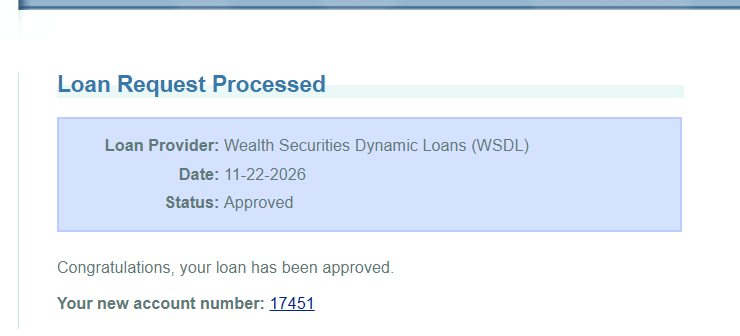 Loan Request Processed
Loan Provider: Wealth Securities Dynamic Loans (WSDL)
Date: 11-22-2026
Status: Approved
Congratulations, your loan has been approved.
Your new account number: 17451